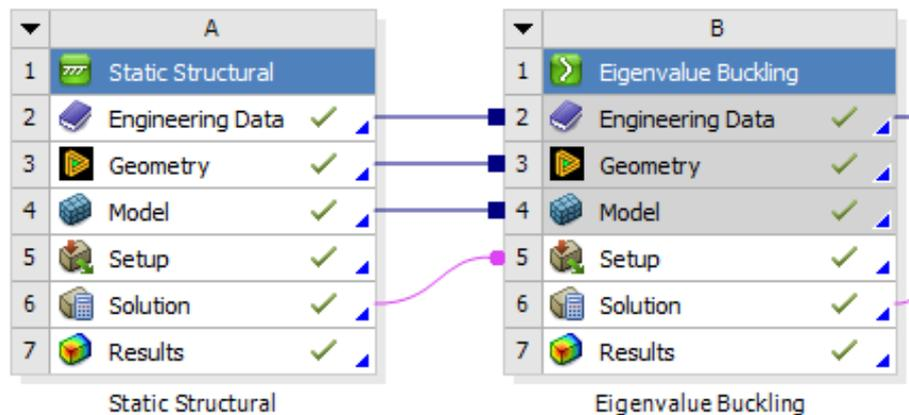 A
1 Static Structural
2 Engineering Data
3 Geometry
4 Model
5 Setup
6 Solution
7 Results
Static Structural
B
1 Eigenvalue Buckling
2 Engineering Data
3 Geometry
4 Model
5 Setup
6 Solution
7 Results
Eigenvalue Buckling